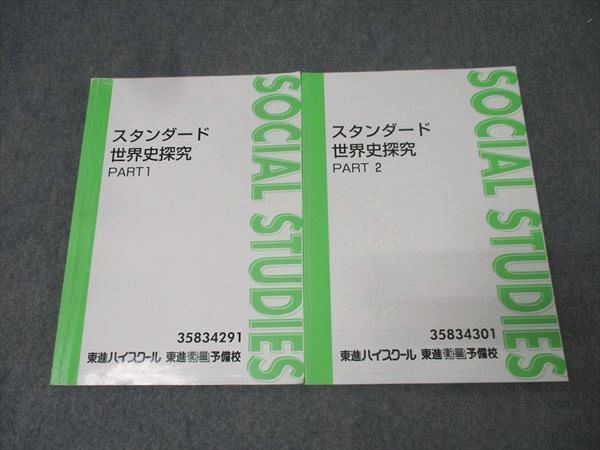 スタンダード
世界史探究
PART1
SOCIAL STUDIES
35834291
東進ハイスクール 東進衛星予備校
スタンダード
世界史探究
PART 2
SOCIAL STUDIES
35834301
東進ハイスクール 東進衛星予備校